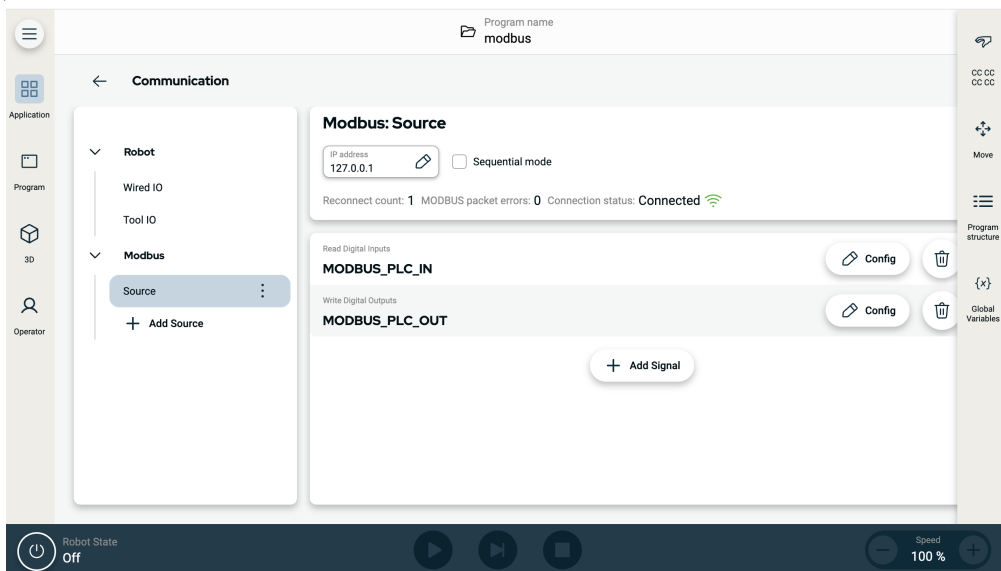 Program name
modbus
Communication
Application
Program
3D
Operator
Robot
Wired IO
Tool IO
Modbus
Source
Add Source
Modbus: Source
IP address
127.0.0.1
Sequential mode
Reconnect count: 1 MODBUS packet errors: 0 Connection status: Connected
Read Digital Inputs
MODBUS_PLC_IN
Config
Write Digital Outputs
MODBUS_PLC_OUT
Config
Add Signal
CC CC
CC CC
Move
Program
structure
{x}
Global
Variables
Robot State
Off
Speed
100 %